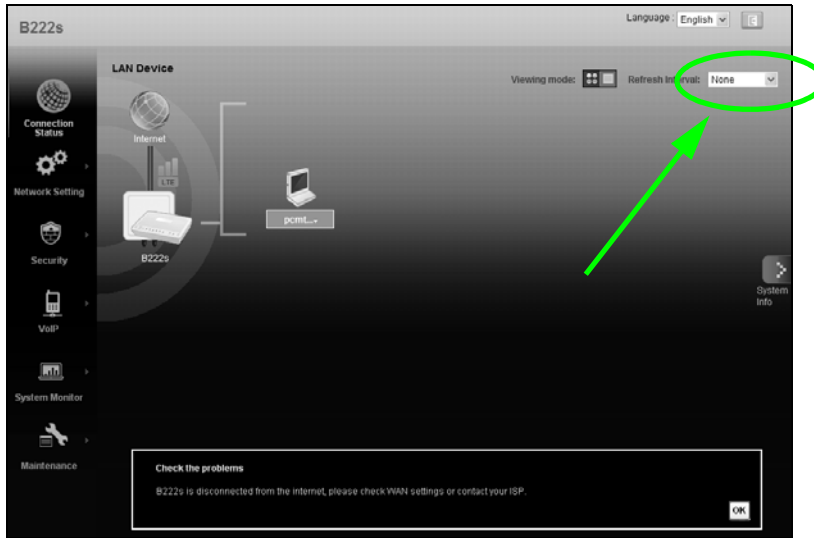 B222s
Language : English
LAN Device
Viewing mode:
Refresh Interval: None
Connection
Status
Internet
LTE
Network Setting
pcmt...
B222s
Security
System
Info
VoIP
System Monitor
Maintenance
Check the problems
B222s is disconnected from the internet, please check WAN settings or contact your ISP.
OK